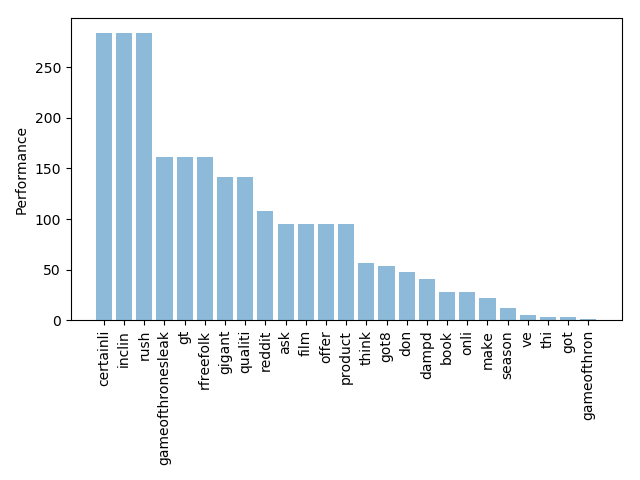 Performance
250
200
150
100
50
0
certainli
inclin
rush
gameofthronesleak
gt
rfreefolk
gigant
qualiti
reddit
ask
film
offer
product
think
got8
don
dampd
book
onli
make
season
ve
thi
got
gameofthron